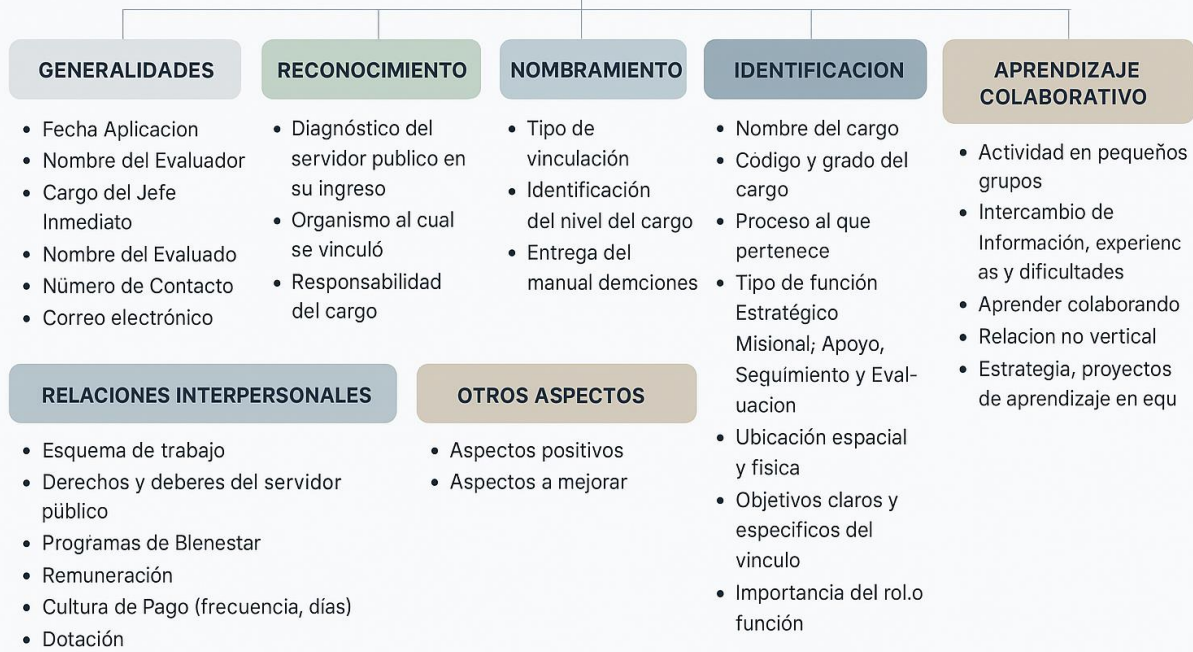 GENERALIDADES
• Fecha Aplicacion
• Nombre del Evaluador
• Cargo del Jefe
Inmediato
• Nombre del Evaluado
• Nümero de Contacto
• Correo electrónico
RECONOCIMIENTO
• Diagnóstico del
servidor publico en
su ingreso
• Organismo al cual
se vinculó
• Responsabilidad
del cargo
NOMBRAMIENTO
• Tipo de
vinculación
• Identificación
del nivel del cargo
• Entrega del
manual demciones
IDENTIFICACION
• Nombre del cargo
• Código y grado del
cargo
• Proceso al que
pertenece
• Tipo de función
Estratégico
Misional; Apoyo,
Sequímiento y Eval-
uacion
• Ubicación espacial
y fisica
• Objetivos claros y
especificos del
vinculo
• Importancia del rol.o
función
APRENDIZAJE
COLABORATIVO
• Actividad en pequeños
grupos
• Intercambio de
Información, experienc
as y dificultades
• Aprender colaborando
• Relacion no vertical
• Estrategia, proyectos
de aprendizaje en equ
RELACIONES INTERPERSONALES
• Esquema de trabajo
• Derechos y deberes del servidor
püblico
• Programas de Blenestar
• Remuneración
• Cultura de Pago (frecuencia, días)
• Dotación
OTROS ASPECTOS
• Aspectos positivos
• Aspectos a mejorar